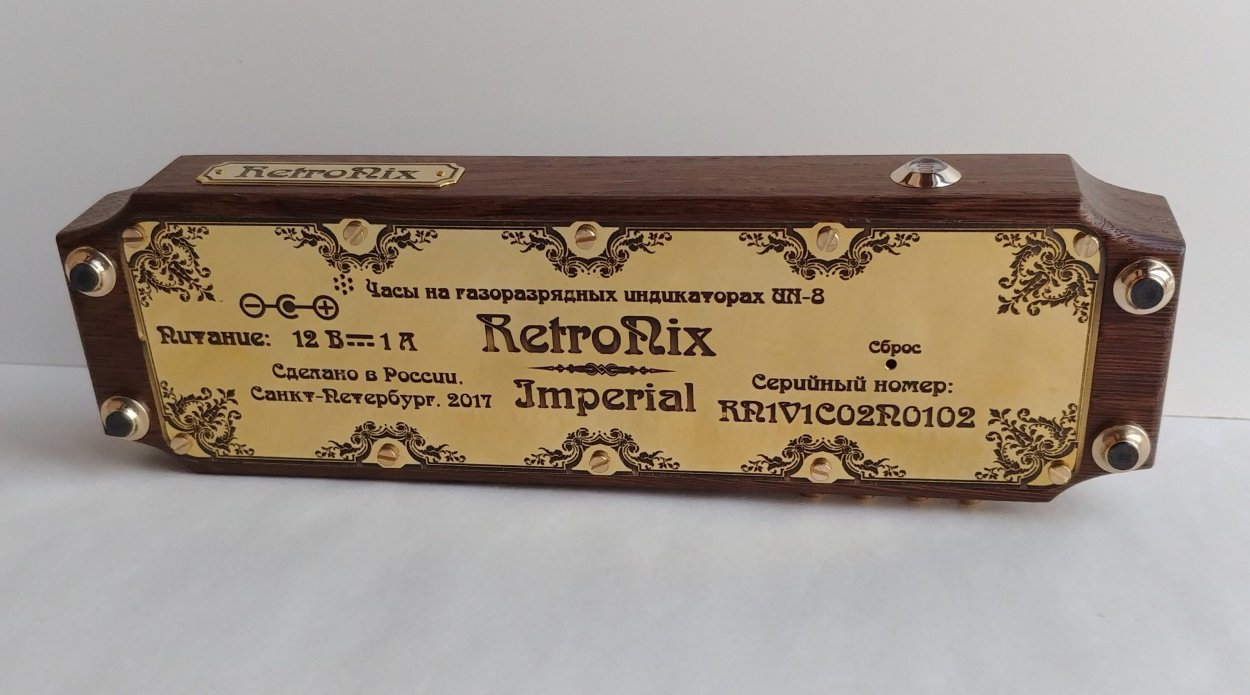 RetroNix
Часы на газоразрядных индикаторах ИН-8
Питание: 12 В 1 А
RetroNix
Imperial
Сделано в России,
Санкт-Петербург, 2017
Сброс
Серийный номер:
RN1V1C02N0102